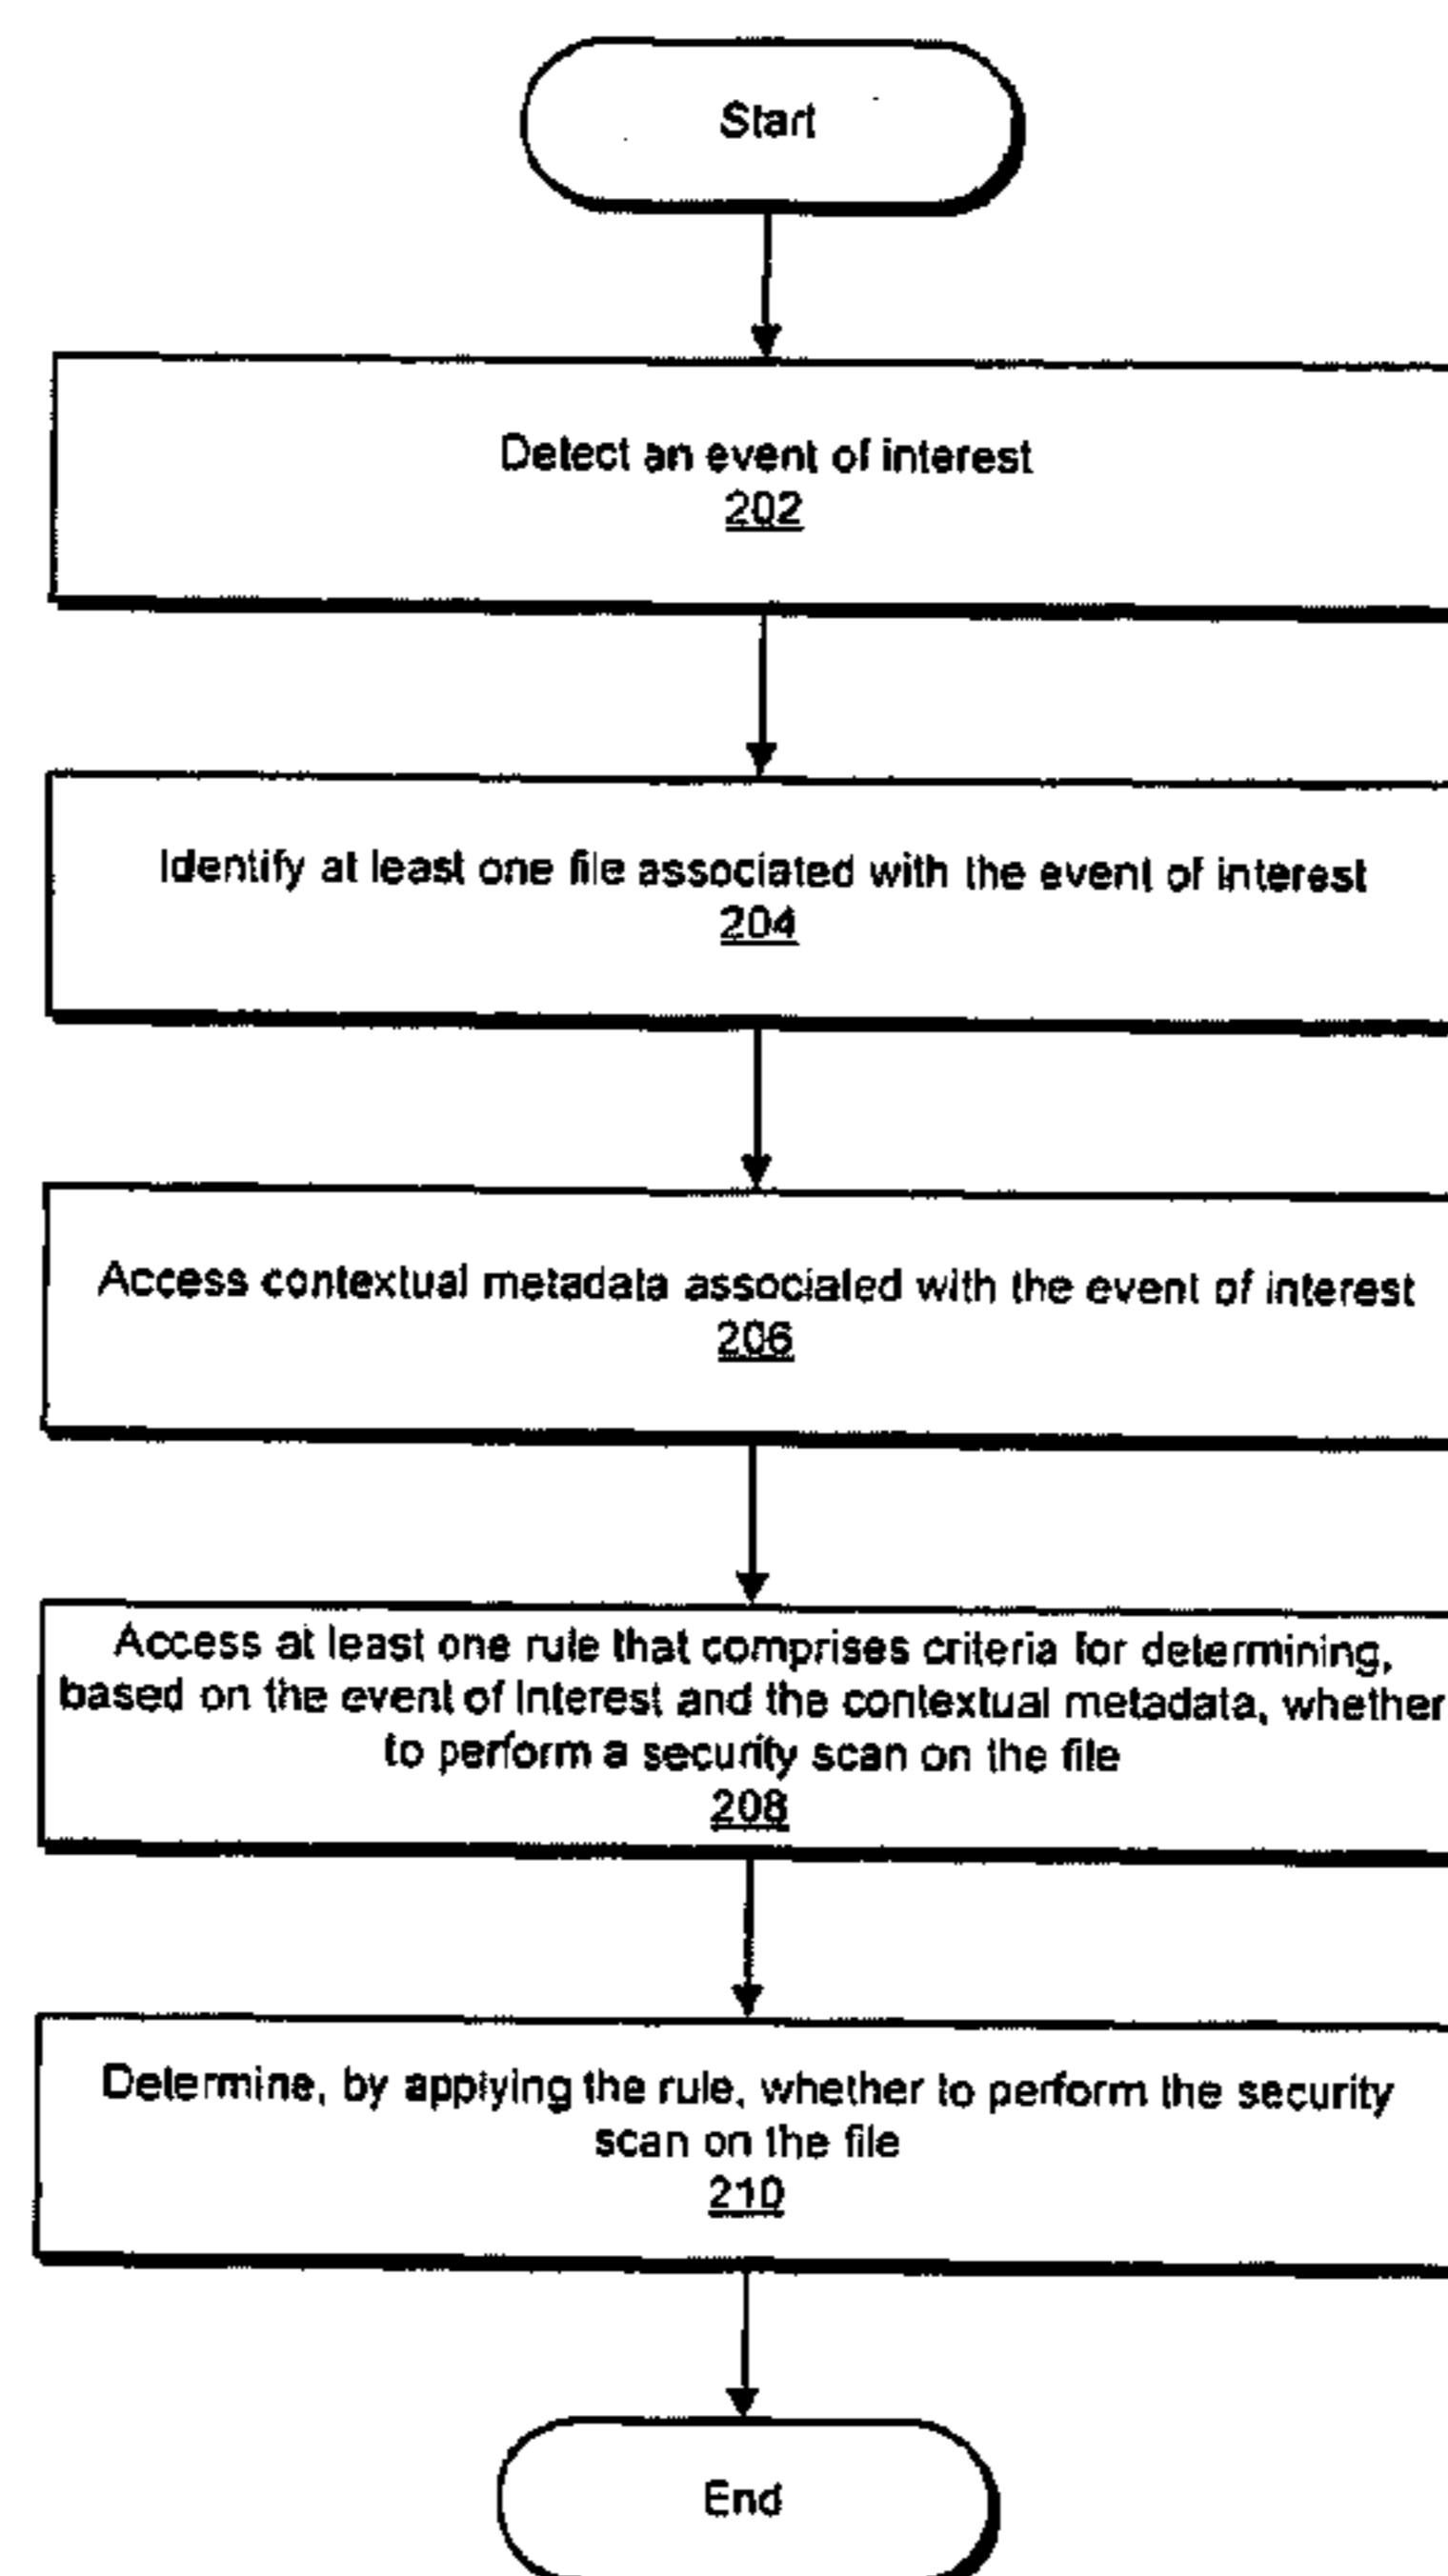 Start
Detect an event of interest
202
Identify at least one file associated with the event of interest
204
Access contextual metadata associated with the event of interest
206
Access at least one rule that comprises criteria for determining,
based on the event of interest and the contextual metadata, whether
to perform a security scan on the file
208
Determine, by applying the rule, whether to perform the security
scan on the file
210
End